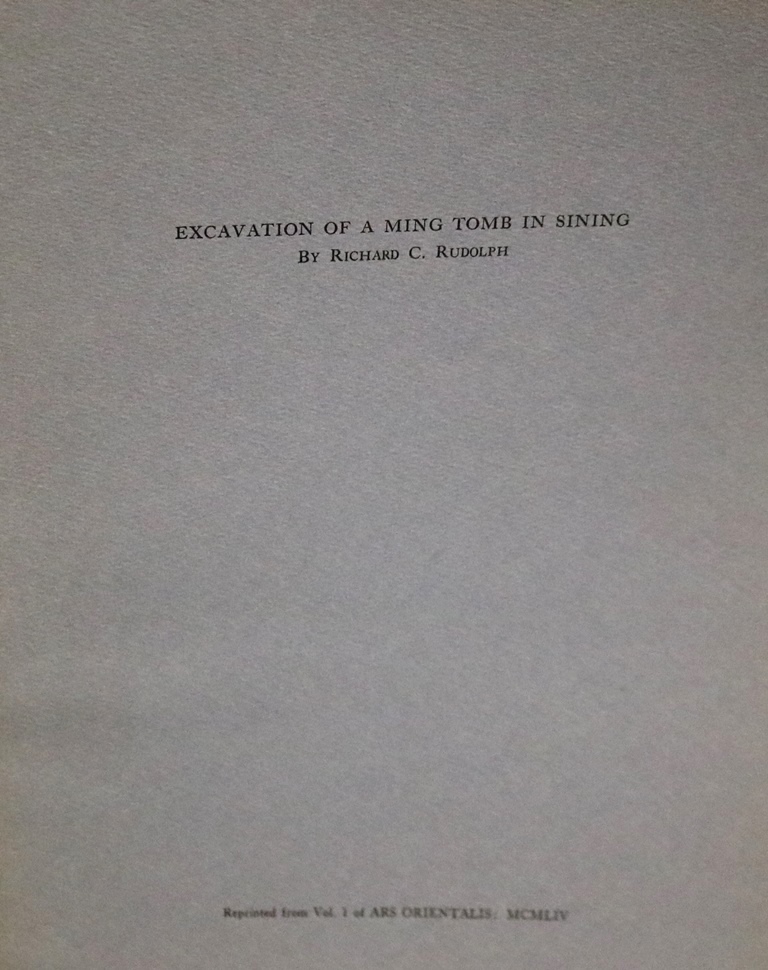 EXCAVATION OF A MING TOMB IN SINING
BY RICHARD C. RUDOLPH
Reprinted from Vol. 1 of ARS ORIENTALIS: MCMLIV